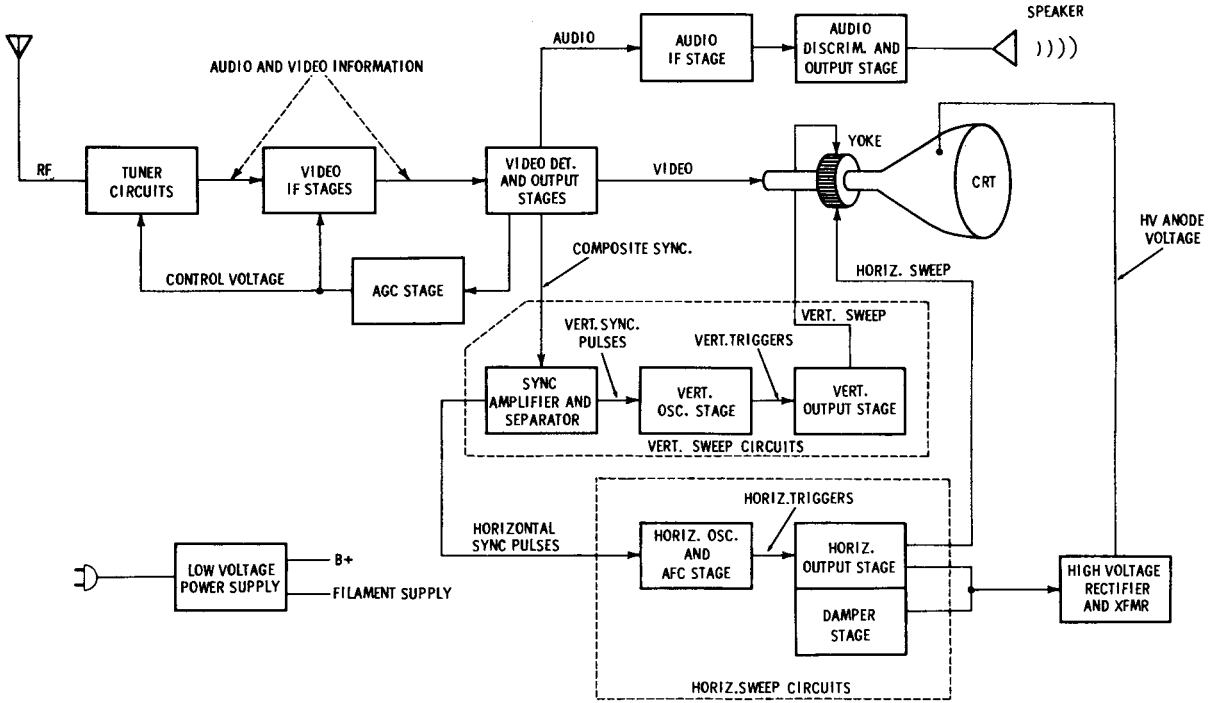 SPEAKER
AUDIO
AUDIO
IF STAGE
AUDIO
DISCRIM. AND
OUTPUT STAGE
AUDIO AND VIDEO INFORMATION
RF
TUNER
CIRCUITS
VIDEO
IF STAGES
VIDEO DET.
AND OUTPUT
STAGES
VIDEO
YOKE
CRT
HV ANODE
VOLTAGE
CONTROL VOLTAGE
AGC STAGE
COMPOSITE SYNC.
HORIZ. SWEEP
VERT. SWEEP
VERT. SYNC.
PULSES
VERT. TRIGGERS
SYNC
AMPLIFIER AND
SEPARATOR
VERT.
OSC. STAGE
VERT.
OUTPUT STAGE
VERT. SWEEP CIRCUITS
HORIZ. TRIGGERS
HORIZONTAL
SYNC PULSES
HORIZ. OSC.
AND
AFC STAGE
HORIZ.
OUTPUT STAGE
DAMPER
STAGE
HIGH VOLTAGE
RECTIFIER
AND XFMR
LOW VOLTAGE
POWER SUPPLY
B+
FILAMENT SUPPLY
HORIZ. SWEEP CIRCUITS